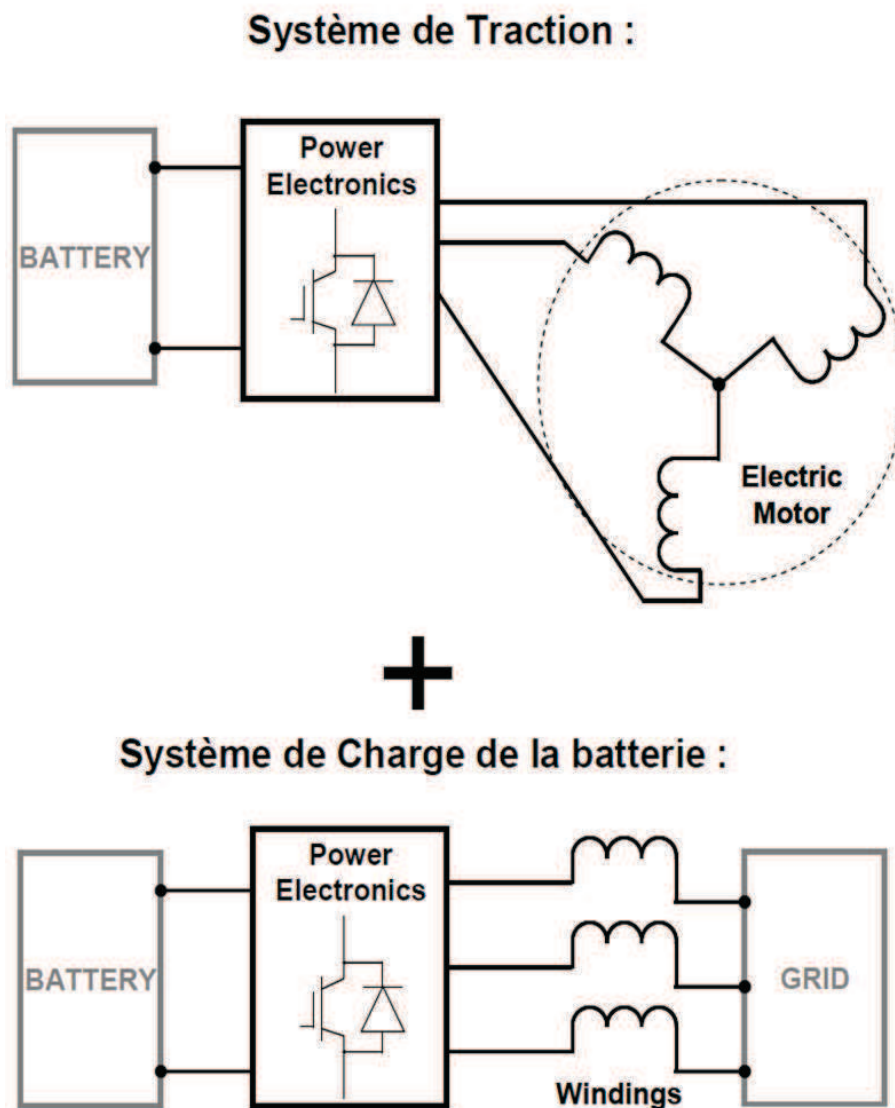 Système de Traction :
Power
Electronics
BATTERY
Electric
Motor
+
Système de Charge de la batterie :
Power
Electronics
BATTERY
GRID
Windings